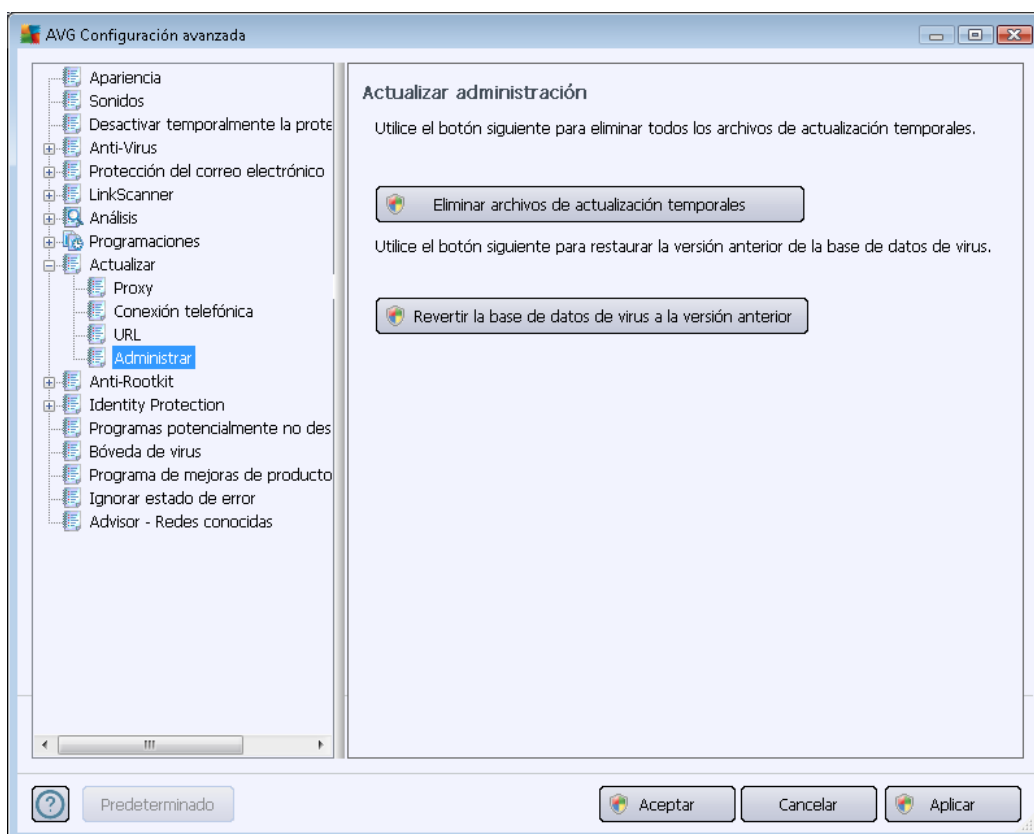 AVG Configuración avanzada
Apariencia
Sonidos
Desactivar temporalmente la prote
Anti-Virus
Protección del correo electrónico
LinkScanner
Análisis
Programaciones
Actualizar
Proxy
Conexión telefónica
URL
Administrar
Anti-Rootkit
Identity Protection
Programas potencialmente no des
Bóveda de virus
Programa de mejoras de producto
Ignorar estado de error
Advisor - Redes conocidas
Actualizar administración
Utilice el botón siguiente para eliminar todos los archivos de actualización temporales.
Eliminar archivos de actualización temporales
Utilice el botón siguiente para restaurar la versión anterior de la base de datos de virus.
Revertir la base de datos de virus a la versión anterior
Predeterminado
Aceptar
Cancelar
Aplicar